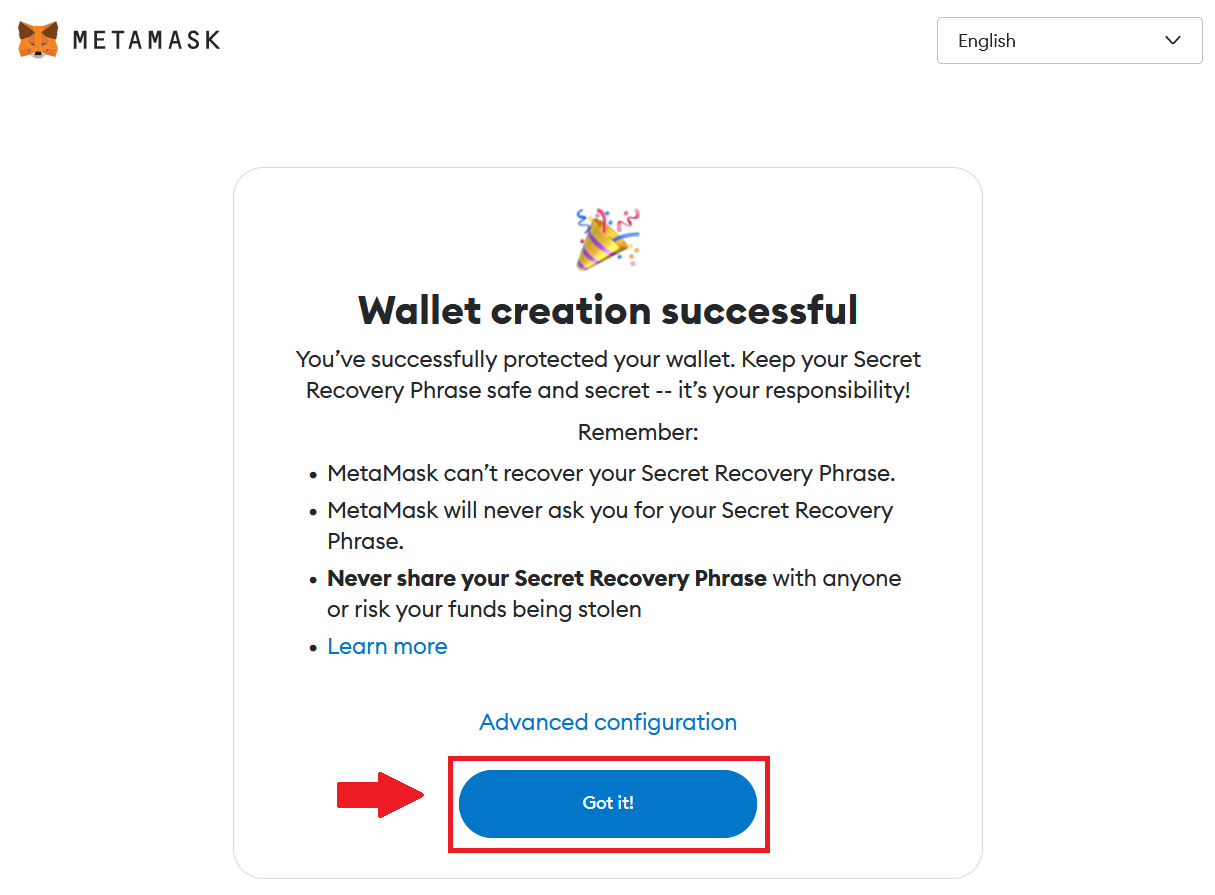 METAMASK
English
Wallet creation successful
You’ve successfully protected your wallet. Keep your Secret
Recovery Phrase safe and secret -- it’s your responsibility!
Remember:
• MetaMask can’t recover your Secret Recovery Phrase.
• MetaMask will never ask you for your Secret Recovery
Phrase.
• Never share your Secret Recovery Phrase with anyone
or risk your funds being stolen
• Learn more
Advanced configuration
Got it!